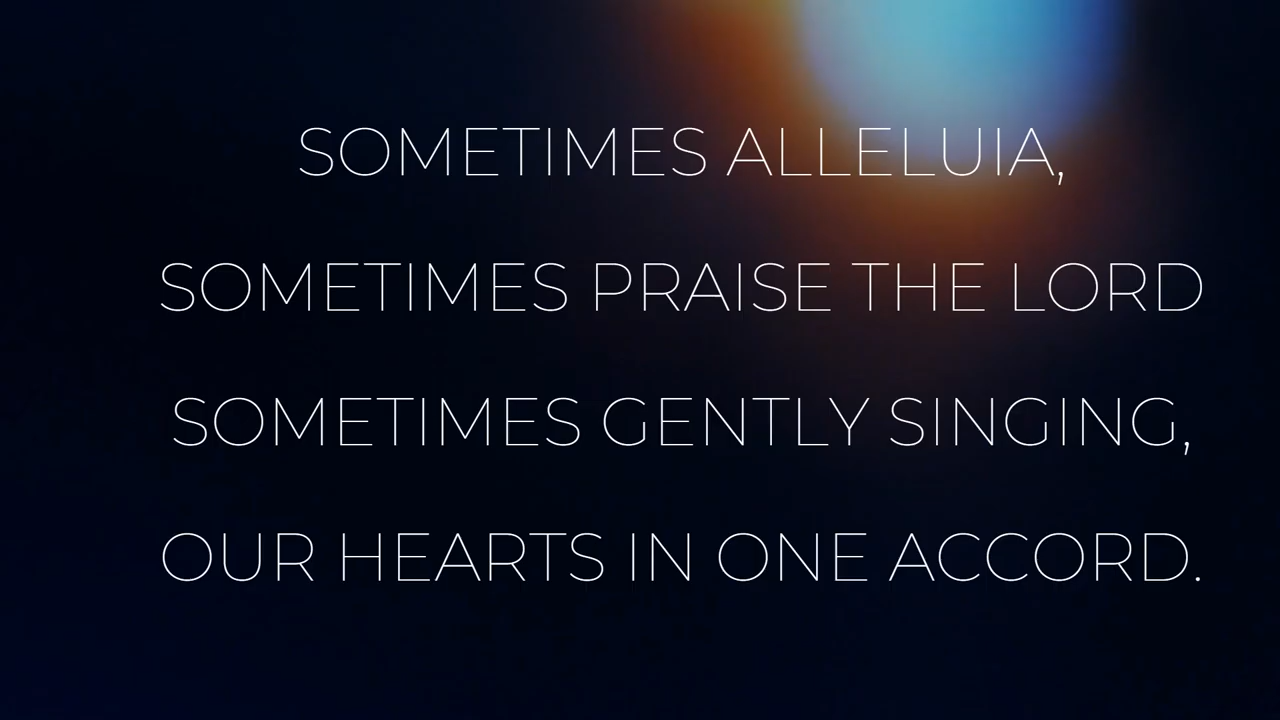 SOMETIMES ALLELUIA,
SOMETIMES PRAISE THE LORD
SOMETIMES GENTLY SINGING,
OUR HEARTS IN ONE ACCORD.